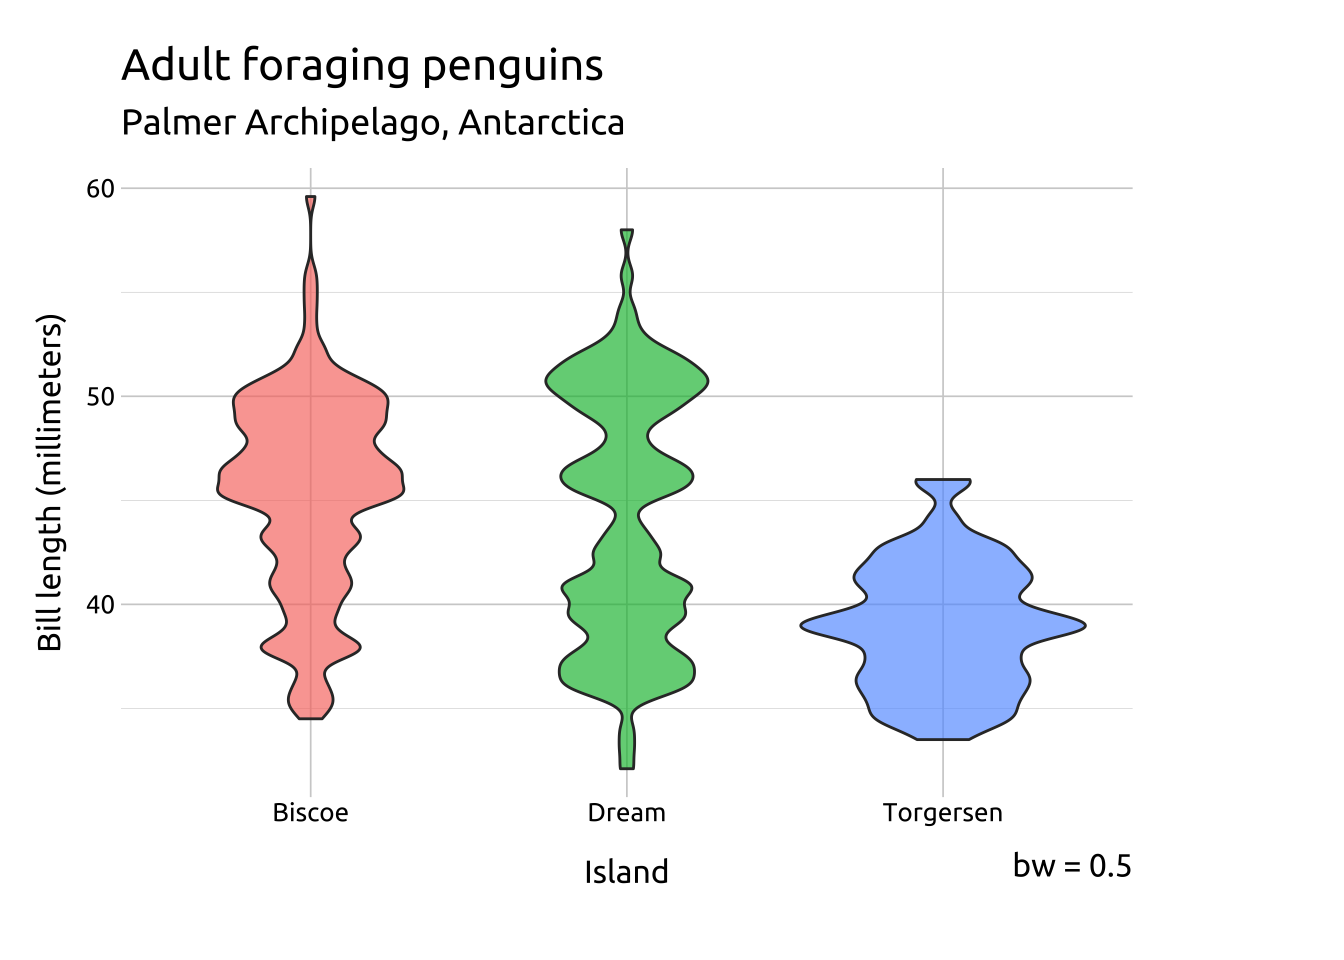 Adult foraging penguins
Palmer Archipelago, Antarctica
Bill length (millimeters)
60
50
40
Biscoe Dream Torgersen
Island
bw = 0.5